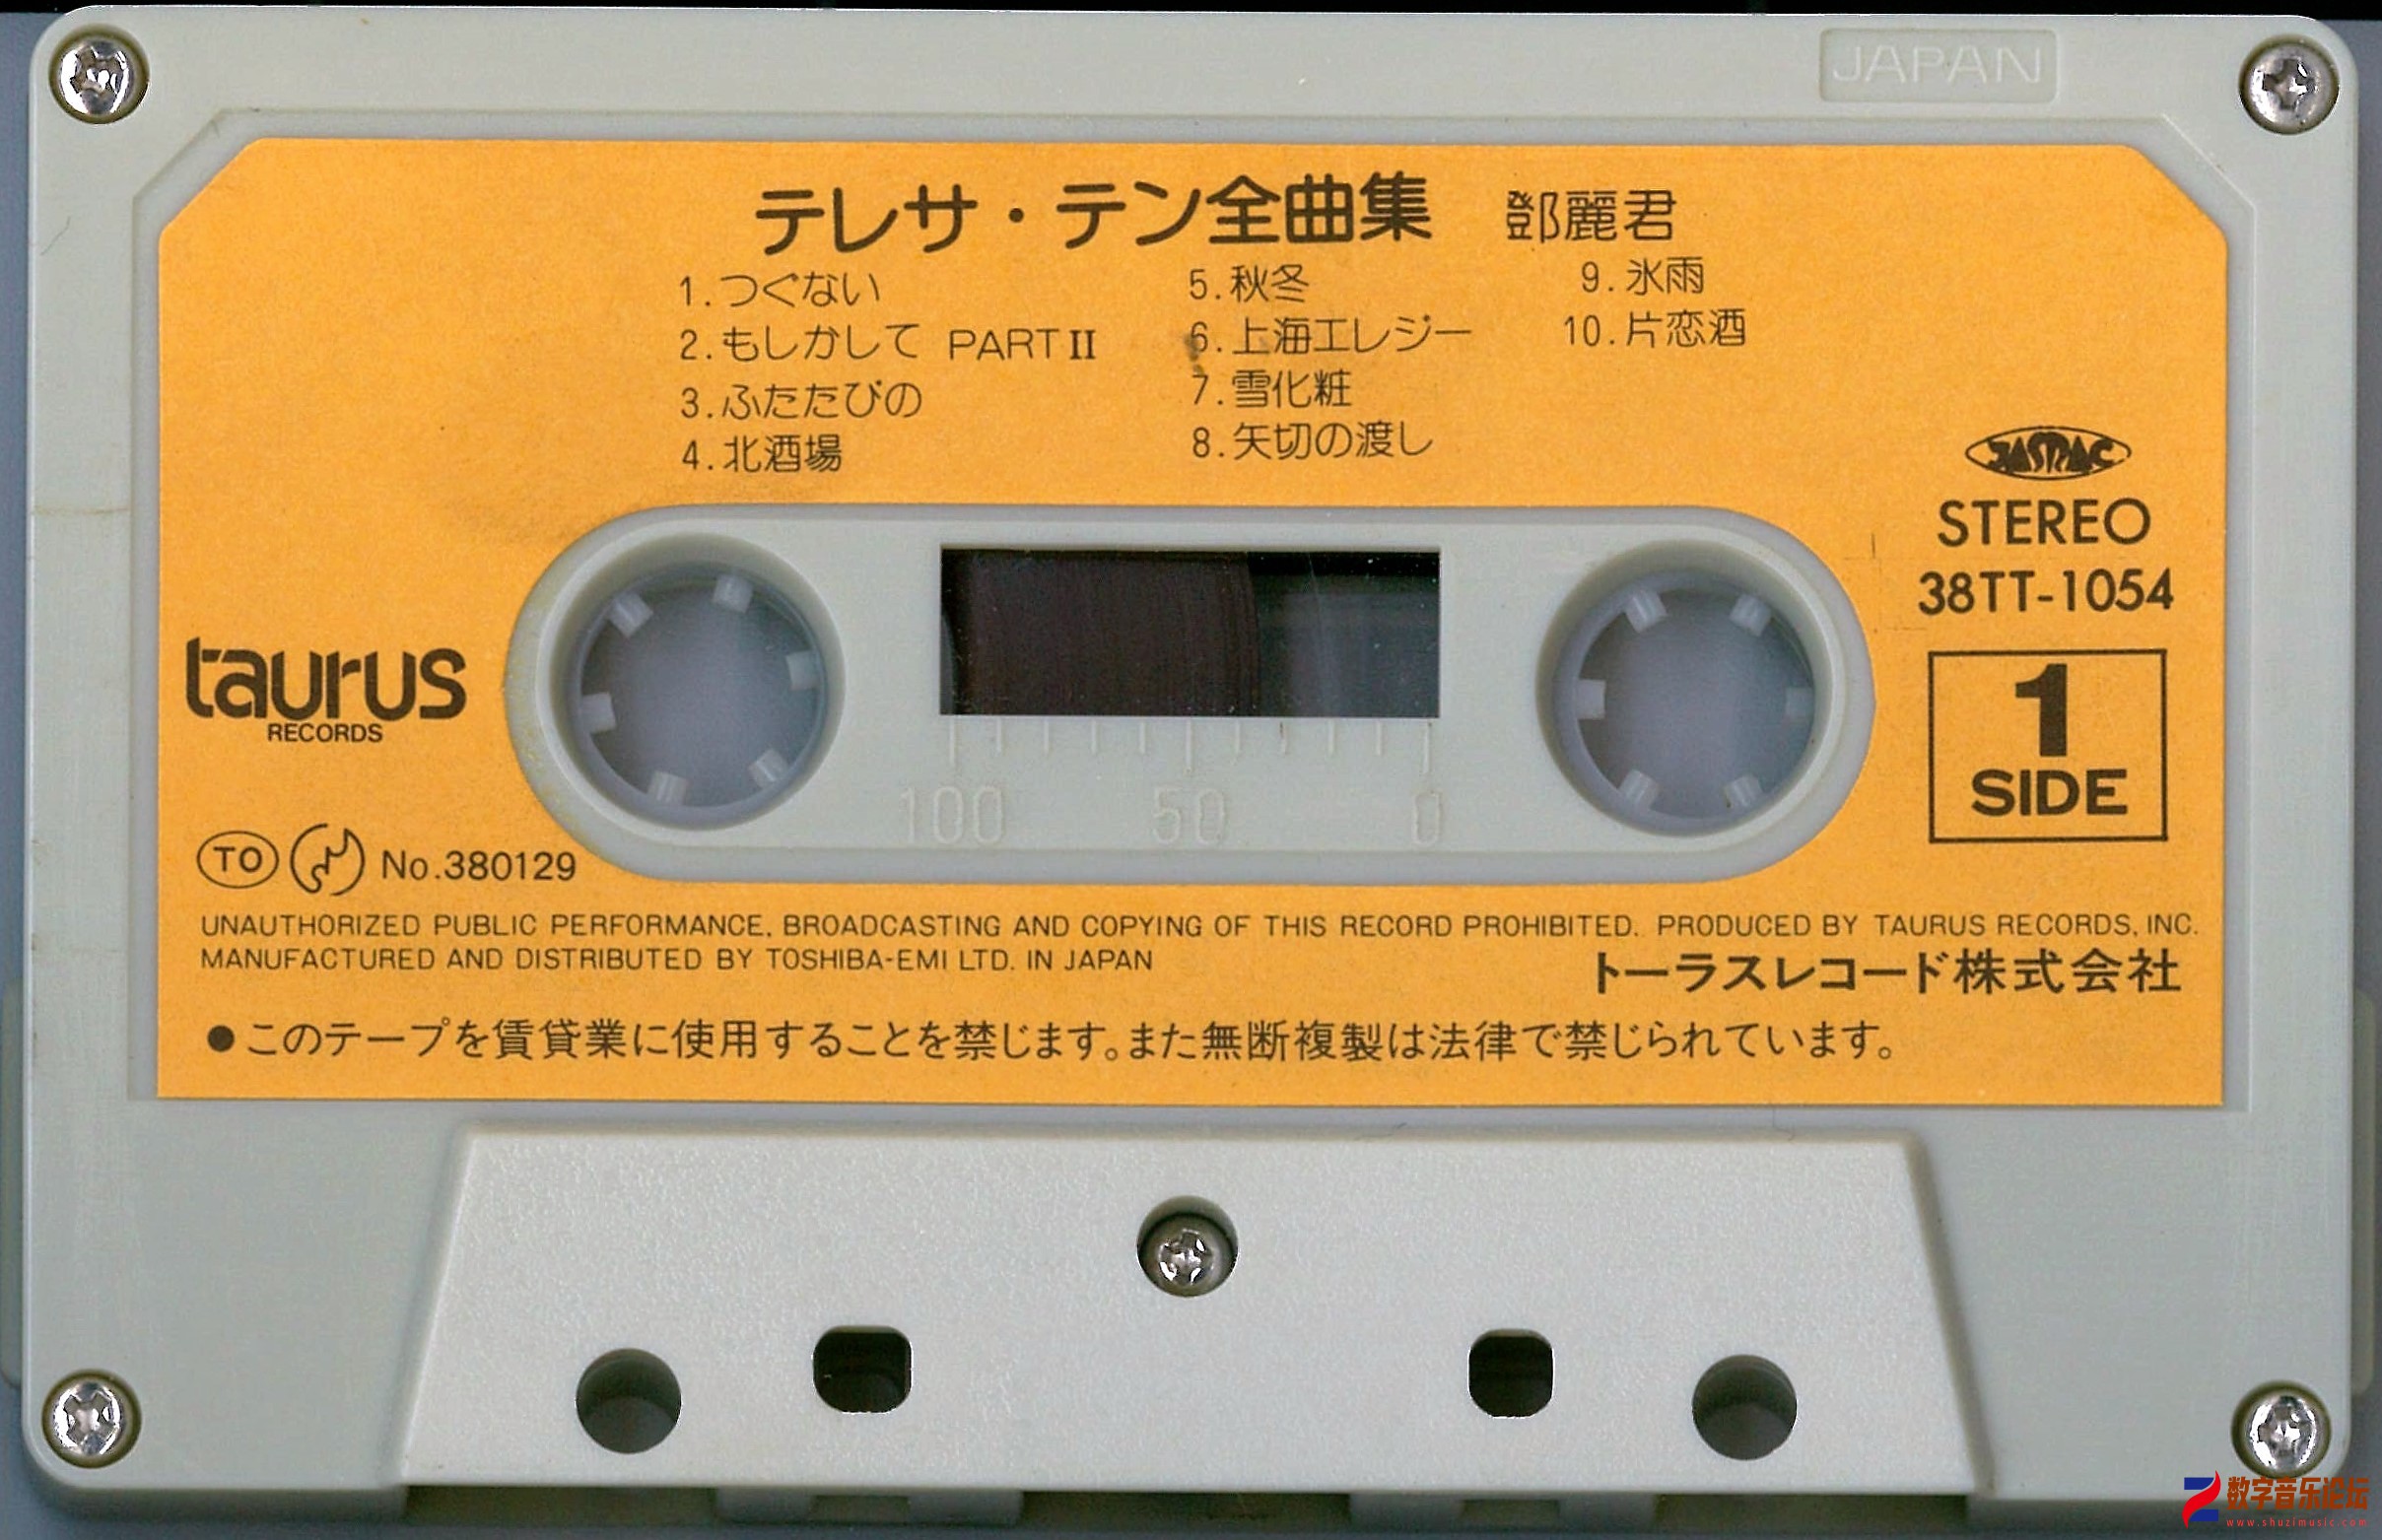 JAPAN
テレサ・テン全曲集 鄧麗君
1.つぐない
2.もしかして PART II
3.ふたたびの
4.北酒場
5.秋冬
6.上海エレジー
7.雪化粧
8.矢切の渡し
9.氷雨
10.片恋酒
JASRAC
STEREO
38TT-1054
1
SIDE
taurus
RECORDS
100 50 0
TO No.380129
UNAUTHORIZED PUBLIC PERFORMANCE, BROADCASTING AND COPYING OF THIS RECORD PROHIBITED. PRODUCED BY TAURUS RECORDS, INC.
MANUFACTURED AND DISTRIBUTED BY TOSHIBA-EMI LTD. IN JAPAN
トーラスレコード株式会社
●このテープを賃貸業に使用することを禁じます。また無断複製は法律で禁じられています。
数字音乐论坛
www.shuzimusic.com